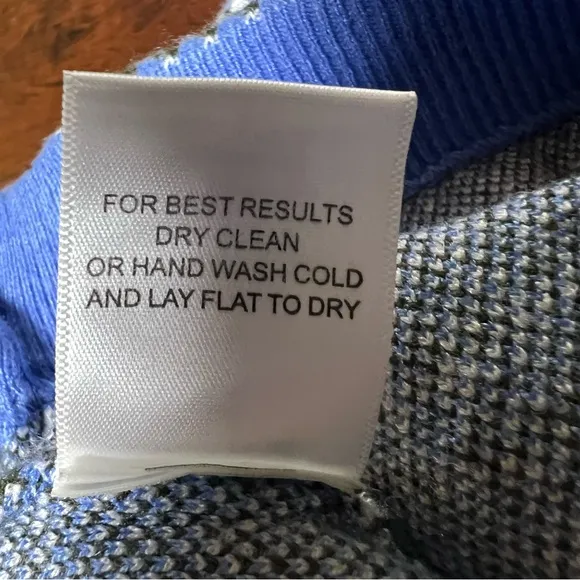 FOR BEST RESULTS
DRY CLEAN
OR HAND WASH COLD
AND LAY FLAT TO DRY